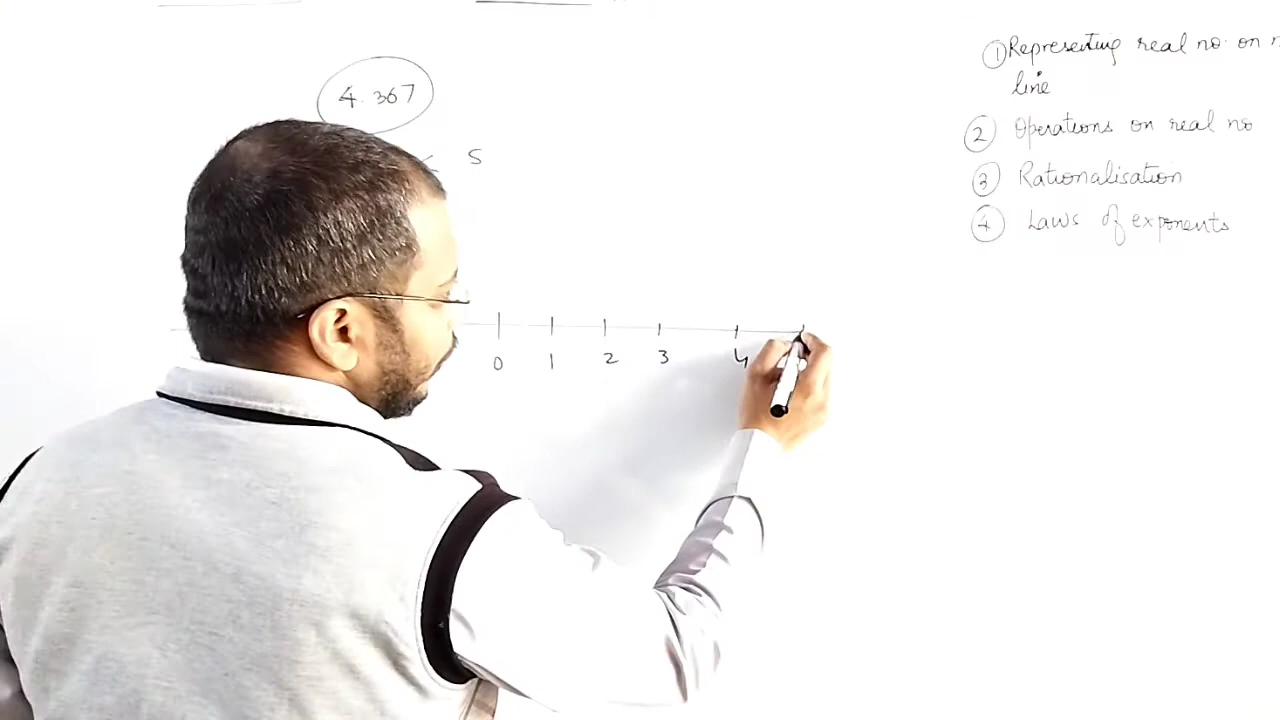 4.367
5
0 1 2 3 4
① Representing real no. on
line
② Operations on real no
③ Rationalisation
④ Laws of exponents